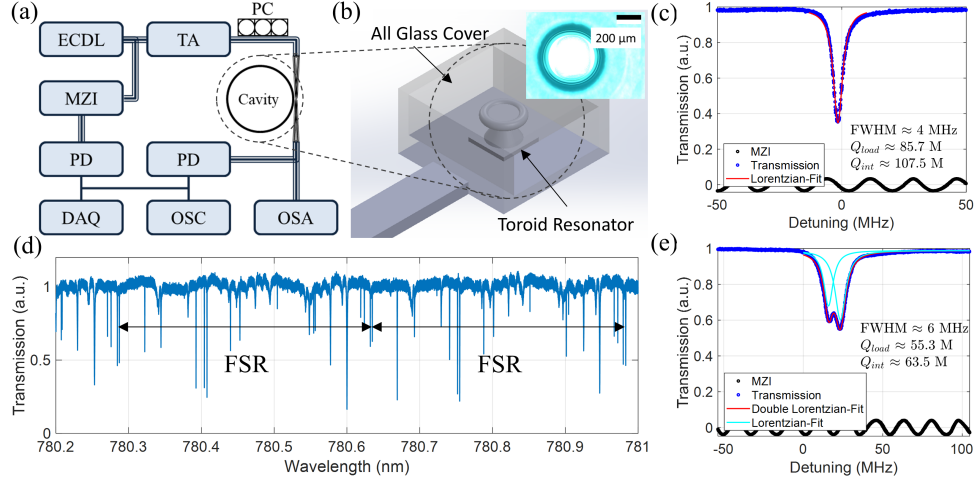 (a)
PC
ECDL
TA
MZI
Cavity
PD
PD
DAQ
OSC
OSA
(b)
All Glass Cover
200 μm
Toroid Resonator
(c)
Transmission (a.u.)
1
0.8
0.6
0.4
0.2
0
FWHM ≈ 4 MHz
Q_load ≈ 85.7 M
Q_int ≈ 107.5 M
MZI
Transmission
Lorentzian-Fit
-50
0
50
Detuning (MHz)
(d)
Transmission (a.u.)
1
0.5
0
FSR
FSR
780.2
780.3
780.4
780.5
780.6
780.7
780.8
780.9
781
Wavelength (nm)
(e)
Transmission (a.u.)
1
0.8
0.6
0.4
0.2
0
FWHM ≈ 6 MHz
Q_load ≈ 55.3 M
Q_int ≈ 63.5 M
MZI
Transmission
Double Lorentzian-Fit
Lorentzian-Fit
-50
0
50
100
Detuning (MHz)